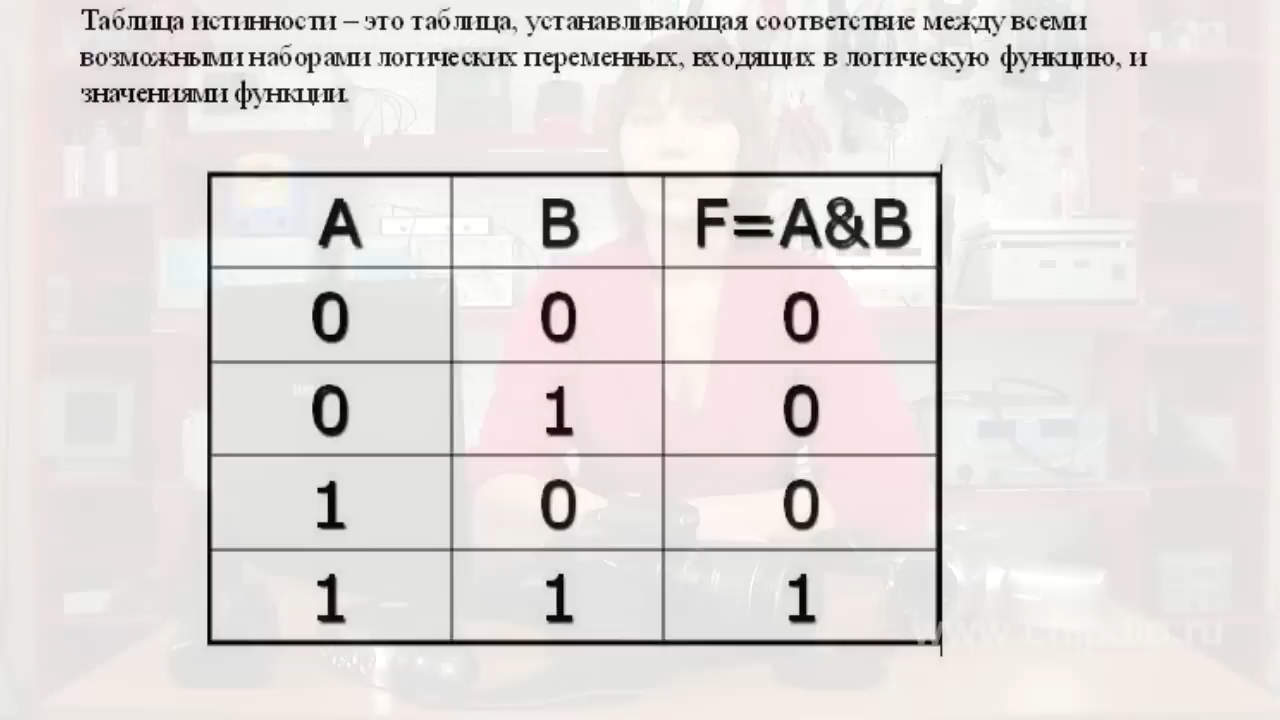 Таблица истинности – это таблица, устанавливающая соответствие между всеми
возможными наборами логических переменных, входящих в логическую функцию, и
значениями функции.
A B F=A&B
0 0 0
0 1 0
1 0 0
1 1 1